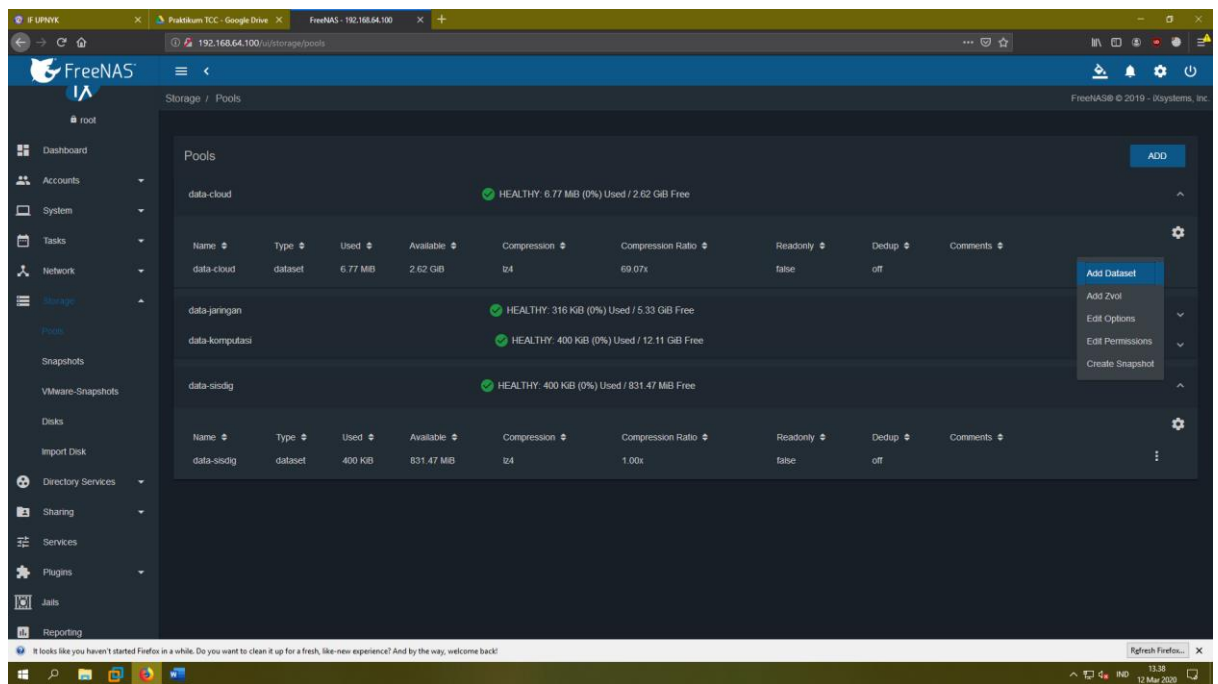 IF UPNYK
Praktikum TCC - Google Drive
FreeNAS - 192.168.64.100
192.168.64.100/ui/storage/pools
FreeNAS
Storage / Pools
FreeNAS® © 2019 - iXsystems, Inc.
root
Dashboard
Accounts
System
Tasks
Network
Storage
Pools
Snapshots
VMware-Snapshots
Disks
Import Disk
Directory Services
Sharing
Services
Plugins
Jails
Reporting
Pools
ADD
data-cloud HEALTHY: 6.77 MiB (0%) Used / 2.62 GiB Free
Name Type Used Available Compression Compression Ratio Readonly Dedup Comments
data-cloud dataset 6.77 MiB 2.62 GiB lz4 69.07x false off
Add Dataset
Add Zvol
Edit Options
Edit Permissions
Create Snapshot
data-jaringan HEALTHY: 316 KiB (0%) Used / 5.33 GiB Free
data-komputasi HEALTHY: 400 KiB (0%) Used / 12.11 GiB Free
data-sisdig HEALTHY: 400 KiB (0%) Used / 831.47 MiB Free
Name Type Used Available Compression Compression Ratio Readonly Dedup Comments
data-sisdig dataset 400 KiB 831.47 MiB lz4 1.00x false off
It looks like you haven't started Firefox in a while. Do you want to clean it up for a fresh, like-new experience? And by the way, welcome back!
Refresh Firefox...
IND
13.38
12 Mar 2020